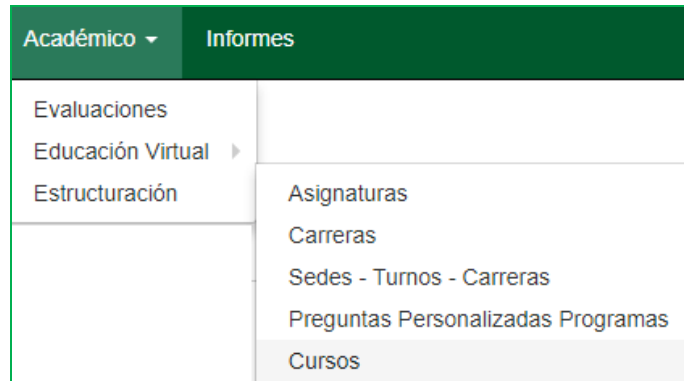 Académico Informes
Evaluaciones
Educación Virtual
Estructuración
Asignaturas
Carreras
Sedes - Turnos - Carreras
Preguntas Personalizadas Programas
Cursos